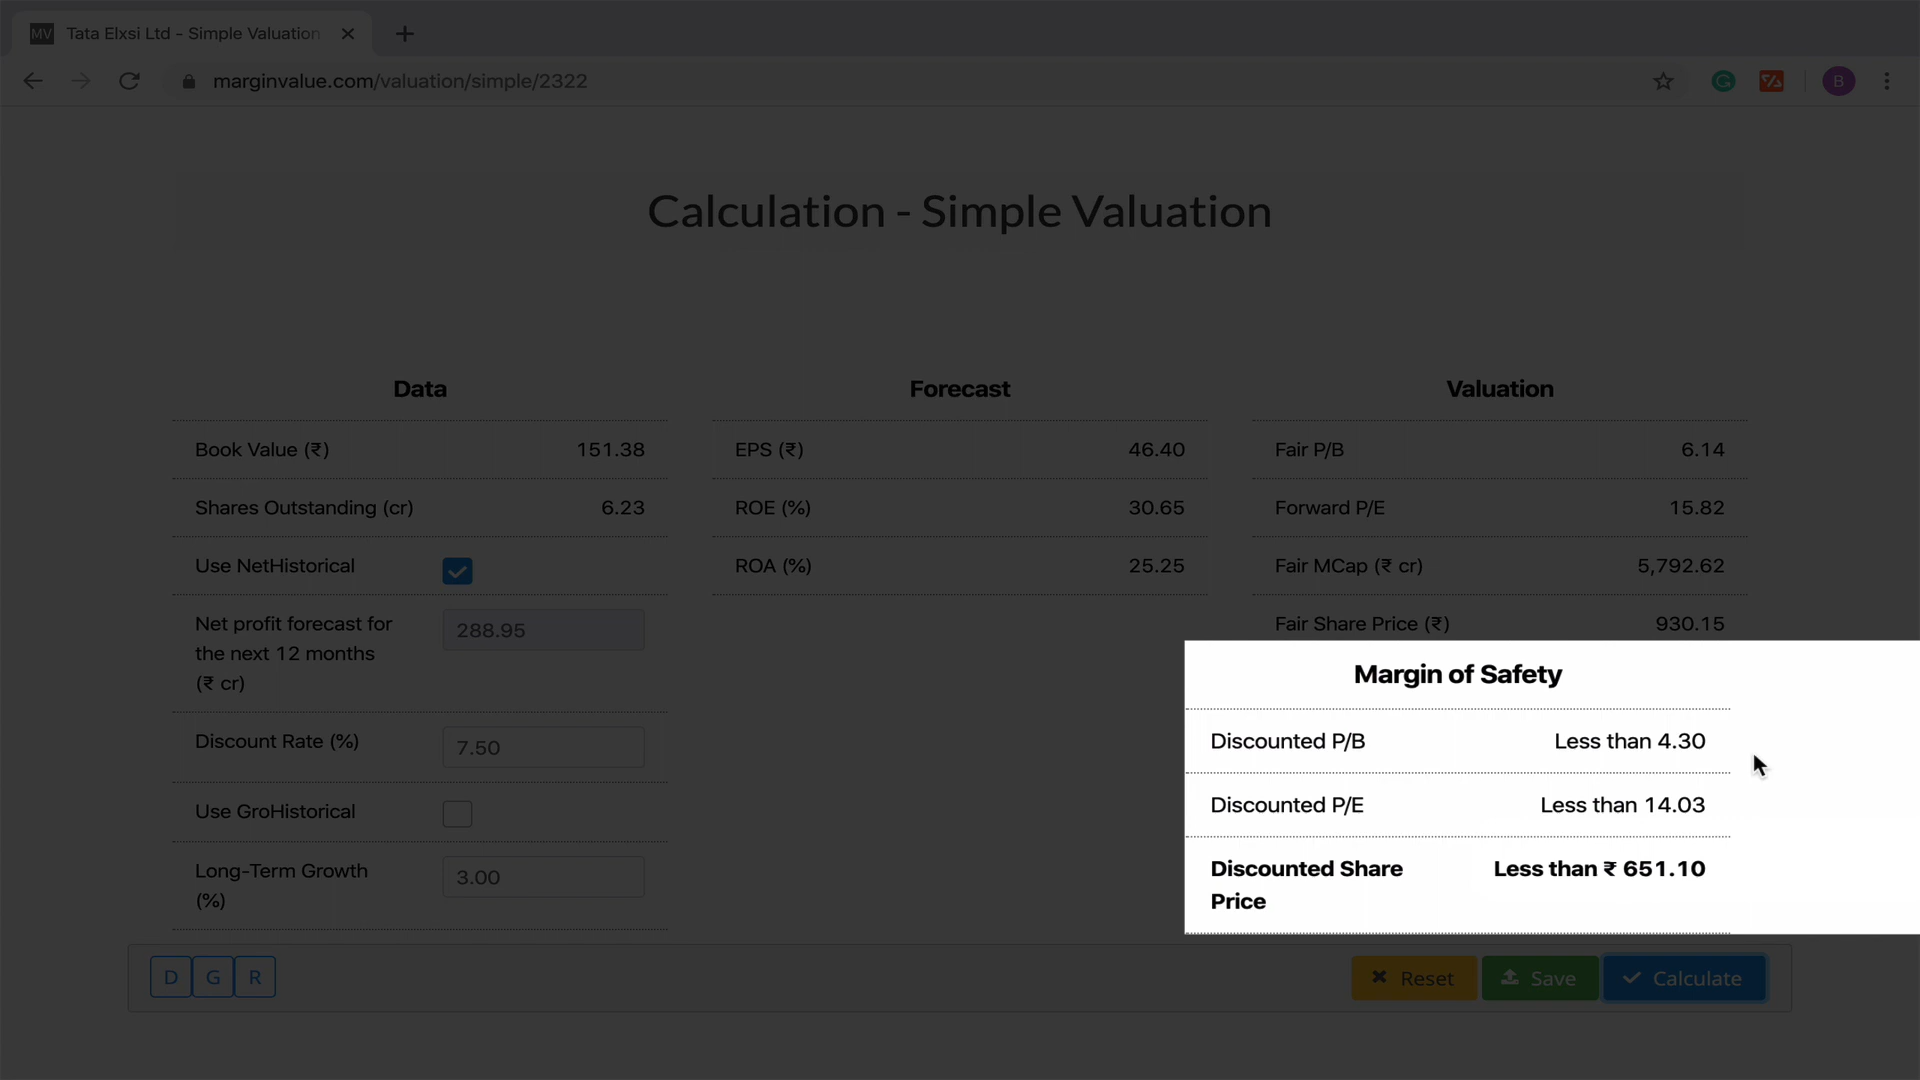 MV Tata Elxsi Ltd - Simple Valuation
marginvalue.com/valuation/simple/2322
B
Calculation - Simple Valuation
Data
Book Value (₹) 151.38
Shares Outstanding (cr) 6.23
Use NetHistorical
Net profit forecast for
the next 12 months
(₹ cr)
288.95
Discount Rate (%) 7.50
Use GroHistorical
Long-Term Growth
(%)
3.00
Forecast
EPS (₹) 46.40
ROE (%) 30.65
ROA (%) 25.25
Valuation
Fair P/B 6.14
Forward P/E 15.82
Fair MCap (₹ cr) 5,792.62
Fair Share Price (₹) 930.15
Margin of Safety
Discounted P/B Less than 4.30
Discounted P/E Less than 14.03
Discounted Share Less than ₹ 651.10
Price
D G R
Reset Save Calculate